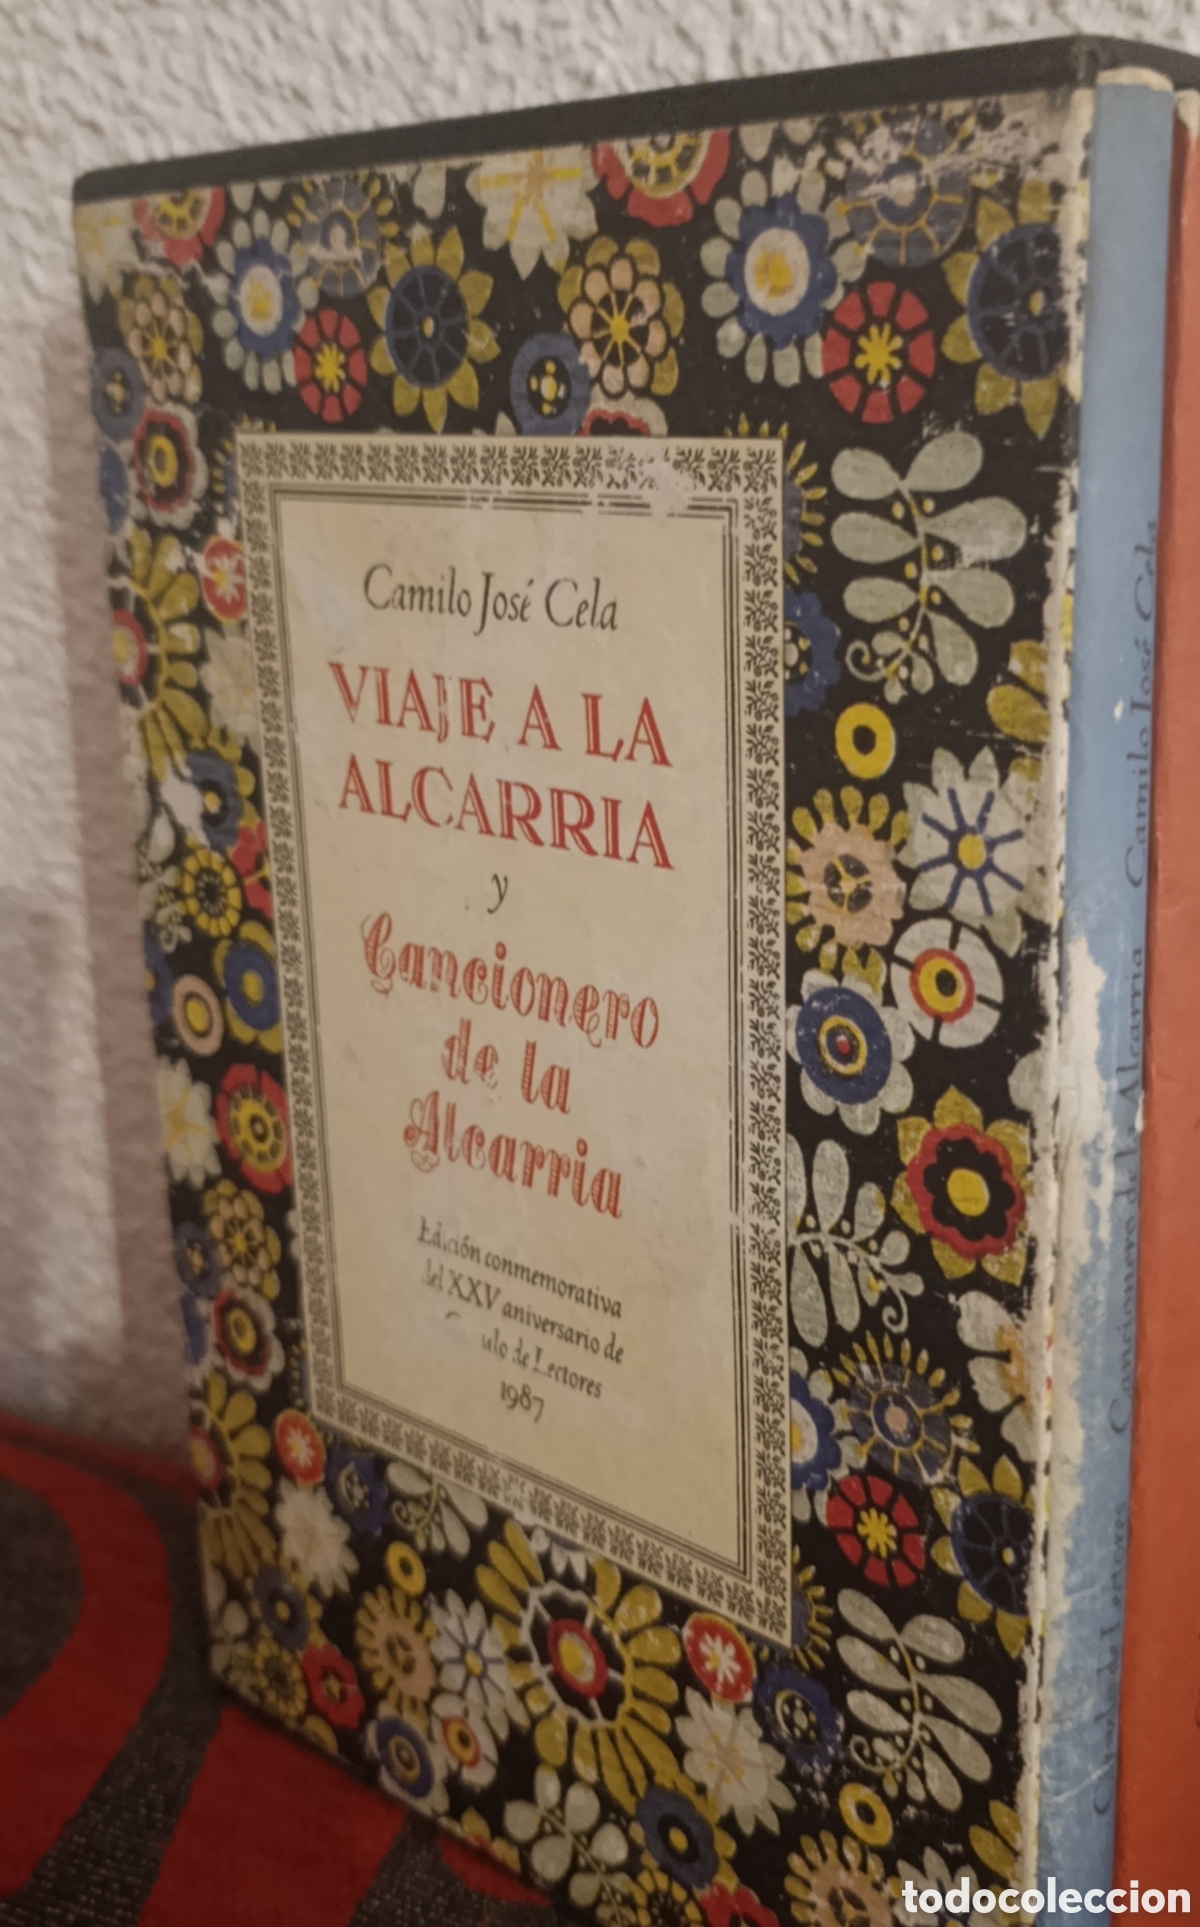 Camilo José Cela
VIAJE A LA
ALCARRIA
y
Cancionero
de la
Alcarria
Edición conmemorativa
del XXV aniversario de
de Lectores
1987
Cancionero de la Alcarria Camilo José Cela
todocoleccion